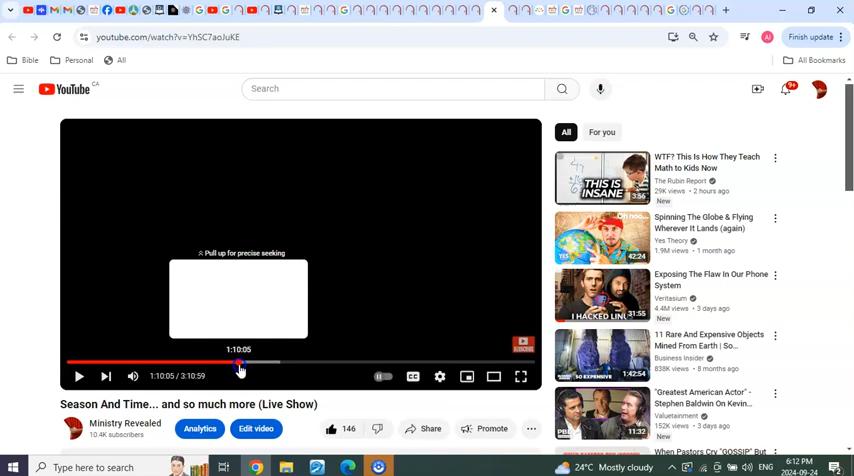 Finish update
youtube.com/watch?v=YhSC7aoJuKE
AI
Bible
Personal
All
All Bookmarks
YouTube CA
Search
9+
All
For you
WTF? This Is How They Teach
Math to Kids Now
The Rubin Report
29K views • 2 hours ago
New
THIS IS
INSANE
3:56
Spinning The Globe & Flying
Wherever It Lands (again)
Yes Theory
1.9M views • 1 month ago
YES
42:24
Exposing The Flaw In Our Phone
System
Veritasium
4.4M views • 3 days ago
New
I HACKED LINUS
31:55
11 Rare And Expensive Objects
Mined From Earth | So...
Business Insider
838K views • 8 months ago
SO EXPENSIVE
1:42:54
"Greatest American Actor" -
Stephen Baldwin On Kevin...
Valuetainment
152K views • 3 days ago
New
11:32
When Pastors Cry "GOSSIP" But
Pull up for precise seeking
1:10:05
SUBSCRIBE
1:10:05 / 3:10:59
Season And Time... and so much more (Live Show)
Ministry Revealed
10.4K subscribers
Analytics
Edit video
146
Share
Promote
Type here to search
24°C Mostly cloudy
6:12 PM
2024-09-24